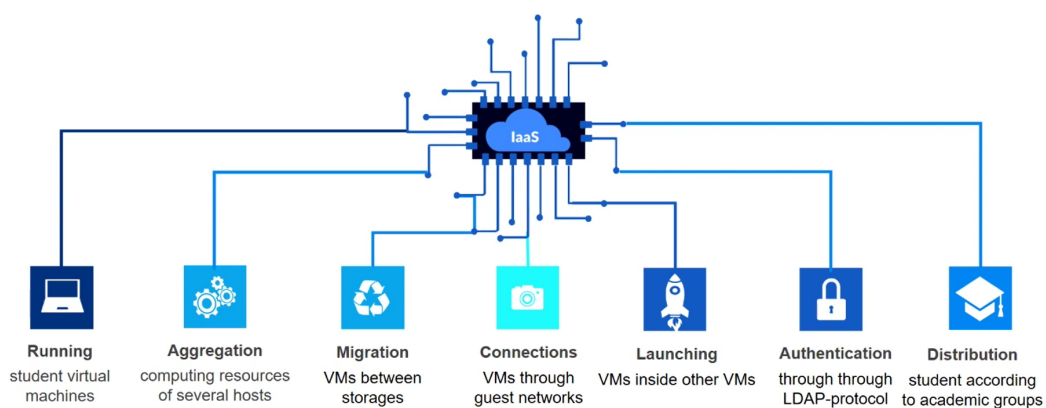 IaaS
Running
student virtual
machines
Aggregation
computing resources
of several hosts
Migration
VMs between
storages
Connections
VMs through
guest networks
Launching
VMs inside other VMs
Authentication
through through
LDAP-protocol
Distribution
student according
to academic groups